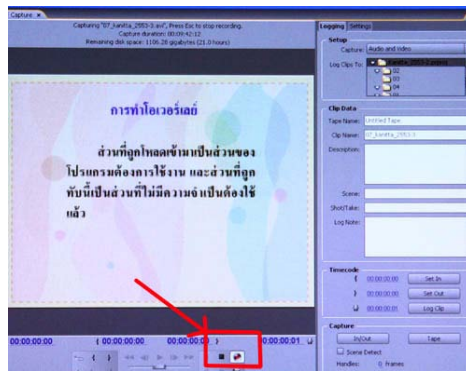 Capture ×
Capturing "07_kanitta_2553-3.avi", Press Esc to stop recording.
Capture duration: 00:09:42:12
Remaining disk space: 1106.28 gigabytes (21.0 hours)
การทำโอเวอร์เลย์
ส่วนที่ถูกโหลดเข้ามาเป็นส่วนของ
โปรแกรมต้องการใช้งาน และส่วนที่ถูก
ทับนี้เป็นส่วนที่ไม่มีความจำเป็นต้องใช้
แล้ว
00:00:00:00 { 00:00:00:00 00:00:00:00 } 00:00:00:01
Logging Settings
Setup
Capture: Audio and Video
Log Clips To:
02
03
04
Clip Data
Tape Name: Untitled Tape
Clip Name: 07_kanitta_2553-3
Description:
Scene:
Shot/Take:
Log Note:
Timecode
{ 00:00:00:00 Set In
} 00:00:00:00 Set Out
00:00:00:01 Log Clip
Capture
In/Out Tape
Scene Detect
Handles: 0 frames